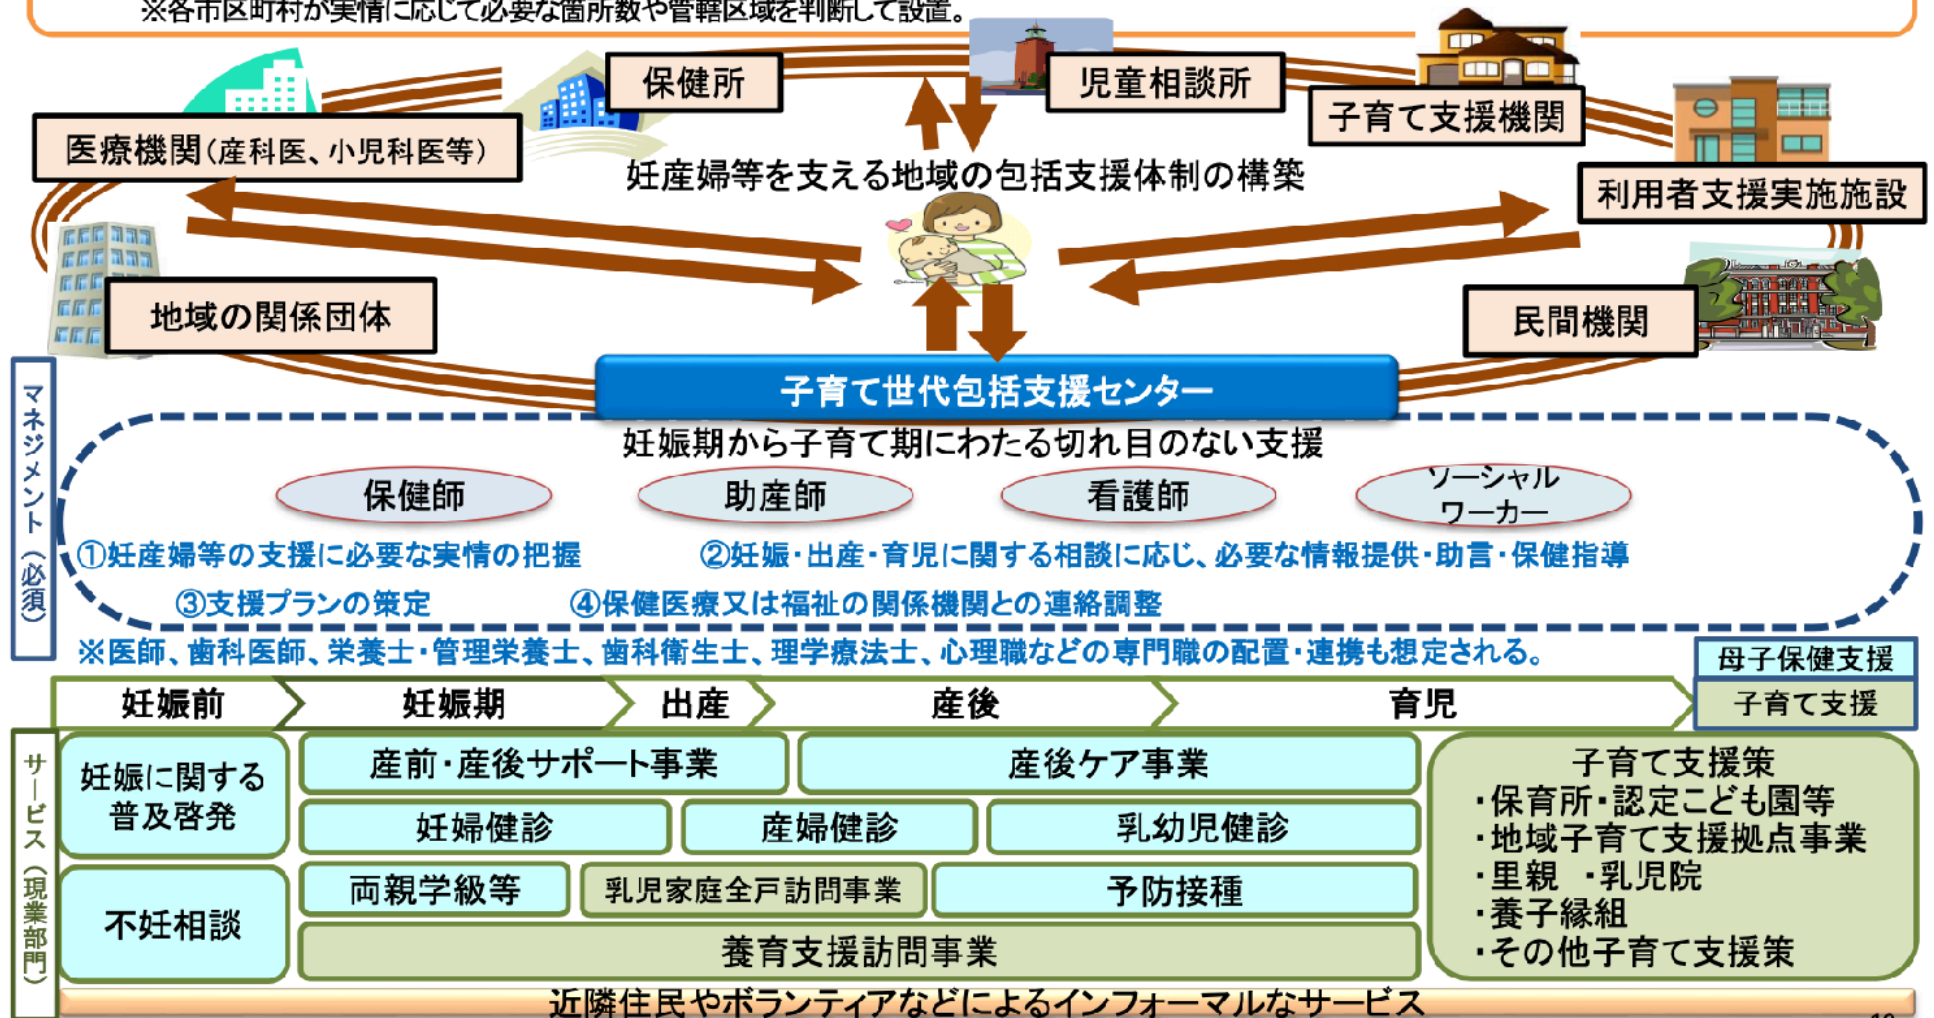 ※各市区町村が実情に応じて必要な箇所数や管轄区域を判断して設置。
保健所
児童相談所
子育て支援機関
医療機関（産科医、小児科医等）
妊産婦等を支える地域の包括支援体制の構築
利用者支援実施施設
地域の関係団体
民間機関
子育て世代包括支援センター
マネジメント（必須）
妊娠期から子育て期にわたる切れ目のない支援
保健師
助産師
看護師
ソーシャル
ワーカー
①妊産婦等の支援に必要な実情の把握
②妊娠・出産・育児に関する相談に応じ、必要な情報提供・助言・保健指導
③支援プランの策定
④保健医療又は福祉の関係機関との連絡調整
※医師、歯科医師、栄養士・管理栄養士、歯科衛生士、理学療法士、心理職などの専門職の配置・連携も想定される。
母子保健支援
子育て支援
妊娠前
妊娠期
出産
産後
育児
サービス（現業部門）
妊娠に関する
普及啓発
産前・産後サポート事業
産後ケア事業
妊婦健診
産婦健診
乳幼児健診
不妊相談
両親学級等
乳児家庭全戸訪問事業
予防接種
養育支援訪問事業
子育て支援策
・保育所・認定こども園等
・地域子育て支援拠点事業
・里親 ・乳児院
・養子縁組
・その他子育て支援策
近隣住民やボランティアなどによるインフォーマルなサービス